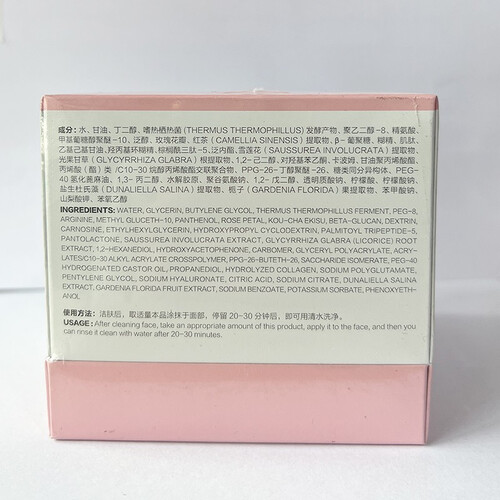 成分：水、甘油、丁二醇、嗜热栖热菌 (THERMUS THERMOPHILLUS) 发酵产物、聚乙二醇-8、精氨酸、
甲基葡糖醇聚醚-10、泛醇、玫瑰花瓣、红茶 (CAMELLIA SINENSIS) 提取物、β-葡聚糖、糊精、肌肽、
乙基己基甘油、羟丙基环糊精、棕榈酰三肽-5、泛内酯、雪莲花 (SAUSSUREA INVOLUCRATA) 提取物、
光果甘草 (GLYCYRRHIZA GLABRA) 根提取物、1,2-己二醇、对羟基苯乙酮、卡波姆、甘油聚丙烯酸酯、
丙烯酸 (酯) 类 /C10-30 烷醇丙烯酸酯交联聚合物、PPG-26-丁醇聚醚-26、糖类同分异构体、PEG-
40 氢化蓖麻油、1,3-丙二醇、水解胶原、聚谷氨酸钠、1,2-戊二醇、透明质酸钠、柠檬酸、柠檬酸钠、
盐生杜氏藻 (DUNALIELLA SALINA) 提取物、栀子 (GARDENIA FLORIDA) 果提取物、苯甲酸钠、
山梨酸钾、苯氧乙醇
INGREDIENTS: WATER, GLYCERIN, BUTYLENE GLYCOL, THERMUS THERMOPHILLUS FERMENT, PEG-8,
ARGININE, METHYL GLUCETH-10, PANTHENOL, ROSE PETAL, KOU-CHA EKISU, BETA-GLUCAN, DEXTRIN,
CARNOSINE, ETHYLHEXYLGLYCERIN, HYDROXYPROPYL CYCLODEXTRIN, PALMITOYL TRIPEPTIDE-5,
PANTOLACTONE, SAUSSUREA INVOLUCRATA EXTRACT, GLYCYRRHIZA GLABRA (LICORICE) ROOT
EXTRACT, 1,2-HEXANEDIOL, HYDROXYACETOPHENONE, CARBOMER, GLYCERYL POLYACRYLATE, ACRY-
LATES/C10-30 ALKYL ACRYLATE CROSSPOLYMER, PPG-26-BUTETH-26, SACCHARIDE ISOMERATE, PEG-40
HYDROGENATED CASTOR OIL, PROPANEDIOL, HYDROLYZED COLLAGEN, SODIUM POLYGLUTAMATE,
PENTYLENE GLYCOL, SODIUM HYALURONATE, CITRIC ACID, SODIUM CITRATE, DUNALIELLA SALINA
EXTRACT, GARDENIA FLORIDA FRUIT EXTRACT, SODIUM BENZOATE, POTASSIUM SORBATE, PHENOXYETH-
ANOL
使用方法：洁肤后，取适量本品涂抹于面部，停留 20-30 分钟后，即可用清水洗净。
USAGE: After cleaning face, take an appropriate amount of this product, apply it to the face, and then you
can rinse it clean with water after 20-30 minutes.